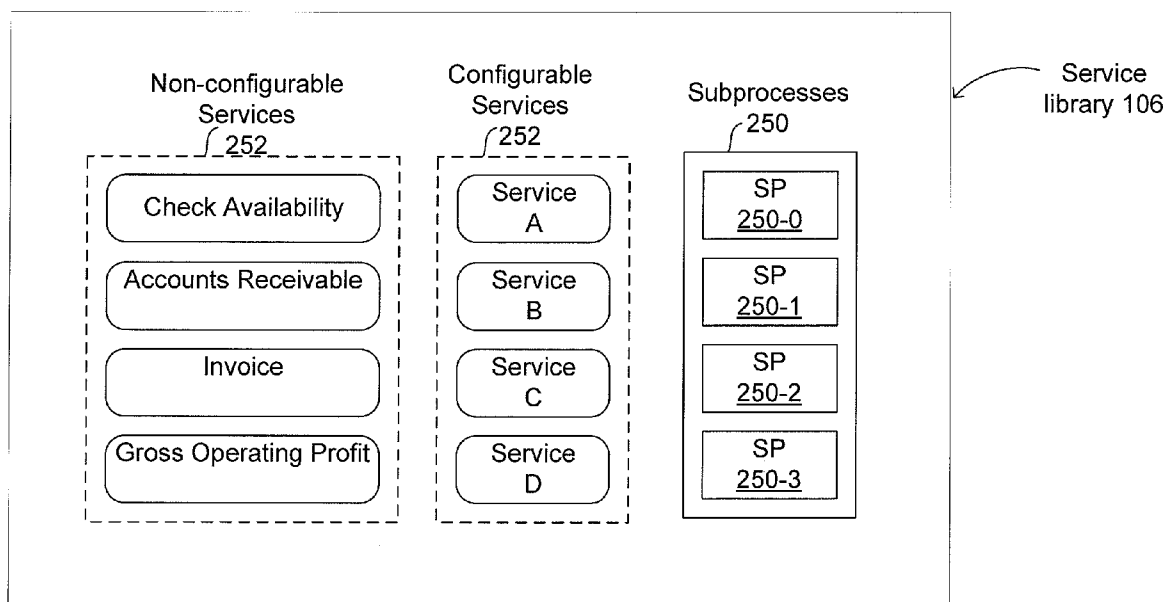 Non-configurable
Services
252
Check Availability
Accounts Receivable
Invoice
Gross Operating Profit
Configurable
Services
252
Service
A
Service
B
Service
C
Service
D
Subprocesses
250
SP
250-0
SP
250-1
SP
250-2
SP
250-3
Service
library 106